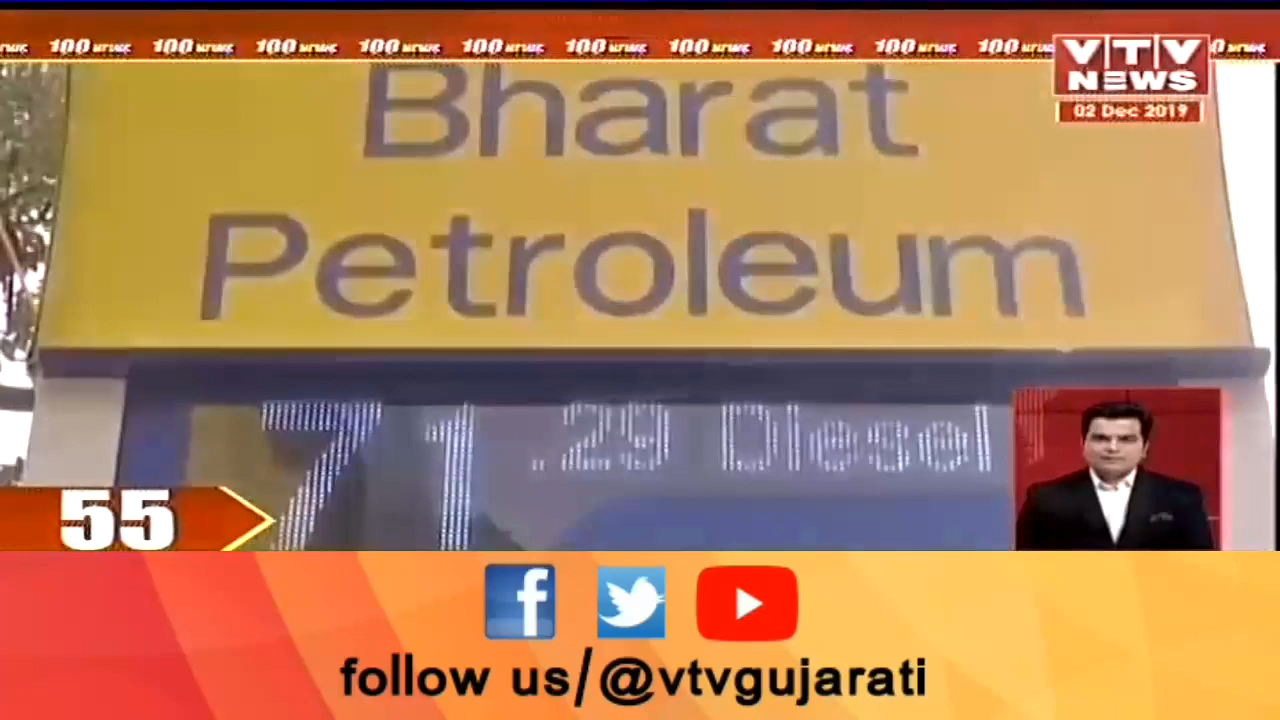 100 NEWS 100 NEWS 100 NEWS 100 NEWS 100 NEWS 100 NEWS 100 NEWS 100 NEWS 100 NEWS 100 NEWS
VTV
NEWS
02 Dec 2019
Bharat
Petroleum
71.29 Diesel
55
follow us/@vtvgujarati